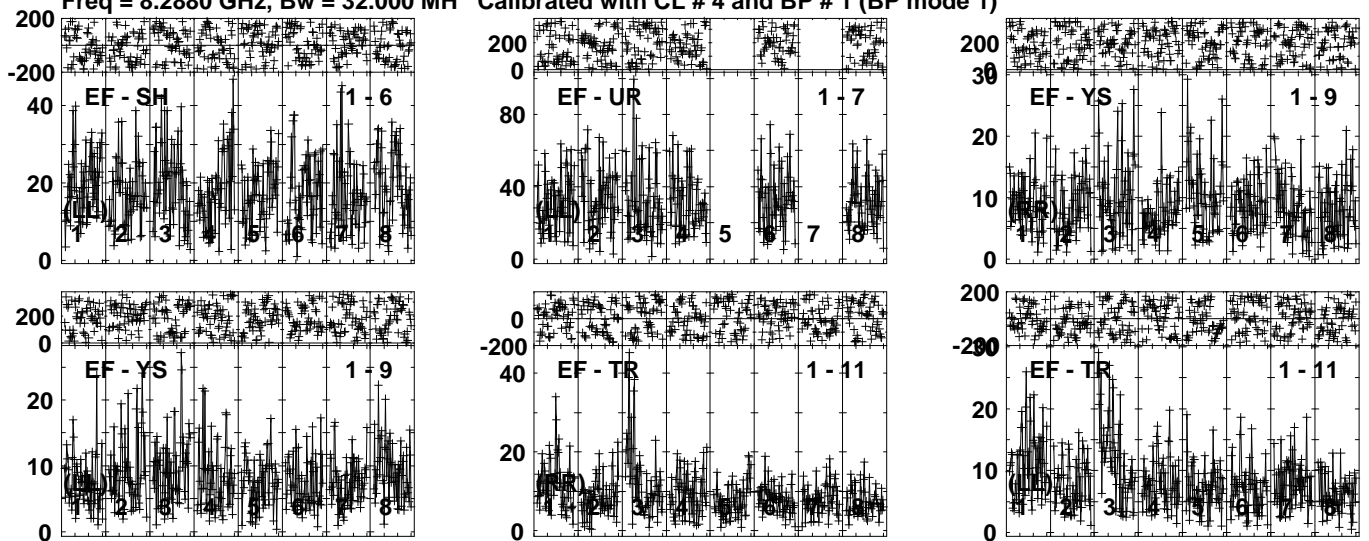 Freq = 8.2880 GHz, Bw = 32.000 MH Calibrated with CL # 4 and BP # 1 (BP mode 1)
200
-200
EF - SH 1 - 6
40
20
0
(LL)
1 2 3 4 5 6 7 8
200
0
EF - UR 1 - 7
80
40
0
(LL)
1 2 3 4 5 6 7 8
200
0
30
EF - YS 1 - 9
20
10
0
(RR)
1 2 3 4 5 6 7 8
200
0
EF - YS 1 - 9
20
10
0
(LL)
1 2 3 4 5 6 7 8
0
-200
EF - TR 1 - 11
40
20
0
(RR)
1 2 3 4 5 6 7 8
200
-200
30
EF - TR 1 - 11
20
10
0
(LL)
1 2 3 4 5 6 7 8